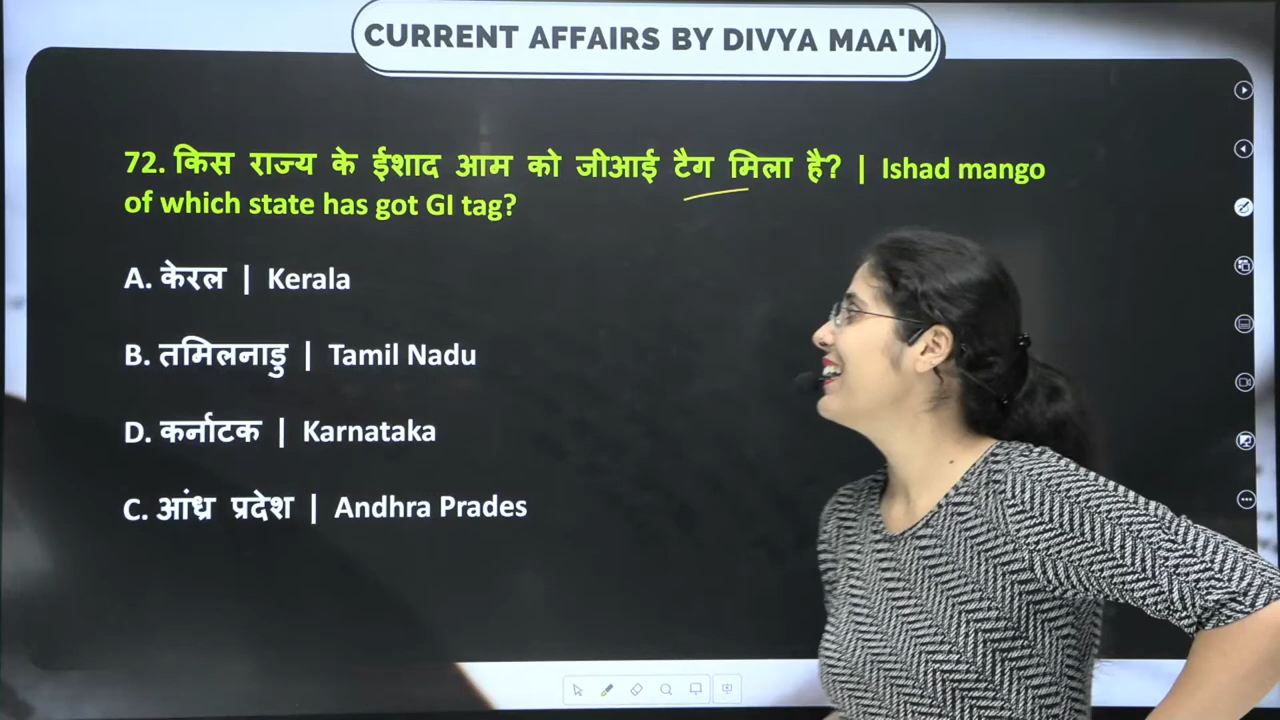 CURRENT AFFAIRS BY DIVYA MAA'M
72. किस राज्य के ईशाद आम को जीआई टैग मिला है? | Ishad mango
of which state has got GI tag?
A. केरल | Kerala
B. तमिलनाडु | Tamil Nadu
D. कर्नाटक | Karnataka
C. आंध्र प्रदेश | Andhra Prades